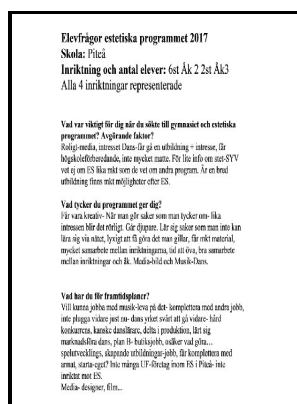 Elevfrågor estetiska programmet 2017
Skola: Piteå
Inriktning och antal elever: 6st Åk 2 2st Åk3
Alla 4 inriktningar representerade
Vad var viktigt för dig när du sökte till gymnasiet och estetiska
programmet? Avgörande faktor?
Roligt-media, intresset Dans-får gå en utbildning + intresse, får
högskoleförberedande, inte mycket matte. För lite info om stet-SYV
vet ej om ES lika mkt som de vet om andra program. Är en bred
utbildning finns mkt möjligheter efter ES.
Vad tycker du programmet ger dig?
Får vara kreativ- När man gör saker som man tycker om- lika
intressen blir det roligt. Går djupare. Lär sig saker som man inte kan
lära sig via nätet, lyxigt att få göra det man gillar, får mkt material,
mycket samarbete mellan inriktningarna, tid att öva, bra samarbete
mellan inriktningar och åk. Media-bild och Musik-Dans.
Vad har du för framtidsplaner?
Vill kunna jobba med musik-leva på det- komplettera med andra jobb,
inte plugga vidare just nu- dans yrket svårt att gå vidare- hård
konkurrens, kanske danslärare, delta i produktion, lärt sig
marknadsföra dans, plan B- butiksjobb, osäker vad göra…
spelutvecklings, skapande utbildningar-jobb, får komplettera med
annat, starta-eget? Inte många UF-företag inom ES i Piteå- inte
inriktat mot ES.
Media- designer, film...